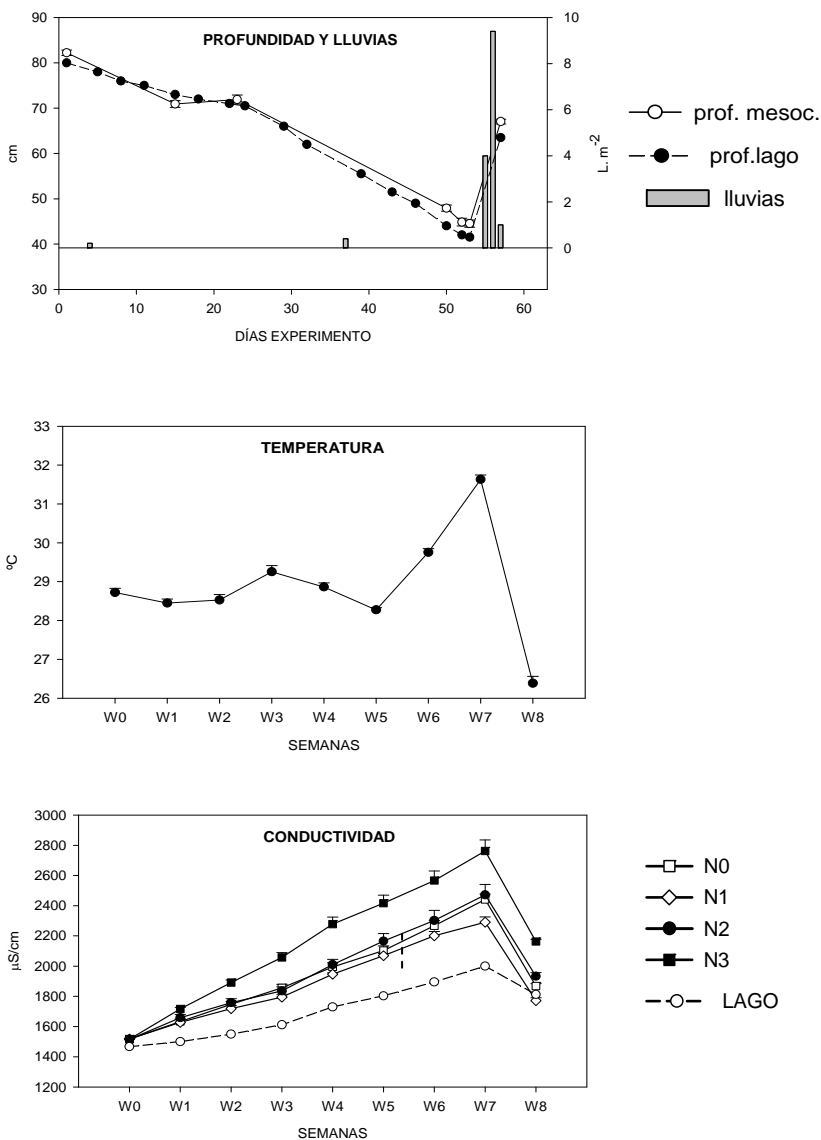 PROFUNDIDAD Y LLUVIAS
90
80
70
60
50
40
30
cm
10
8
6
4
2
0
L. m-2
0 10 20 30 40 50 60
DÍAS EXPERIMENTO
prof. mesoc.
prof.lago
lluvias
TEMPERATURA
33
32
31
30
29
28
27
26
ºC
W0 W1 W2 W3 W4 W5 W6 W7 W8
SEMANAS
CONDUCTIVIDAD
3000
2800
2600
2400
2200
2000
1800
1600
1400
1200
µS/cm
W0 W1 W2 W3 W4 W5 W6 W7 W8
SEMANAS
N0
N1
N2
N3
LAGO